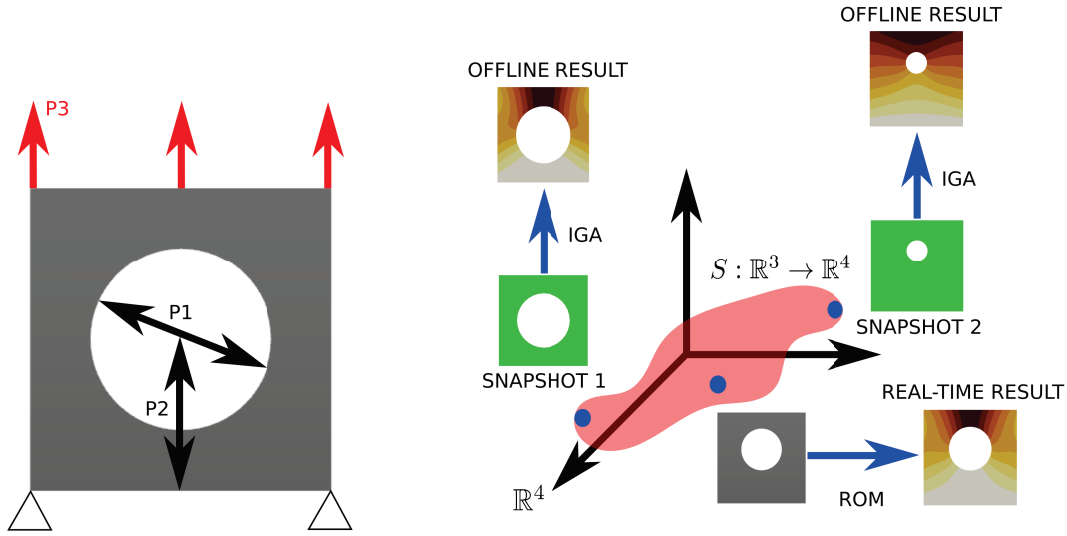 P3
P1
P2
OFFLINE RESULT
IGA
SNAPSHOT 1
OFFLINE RESULT
IGA
SNAPSHOT 2
S : ℝ³ → ℝ⁴
ℝ⁴
REAL-TIME RESULT
ROM